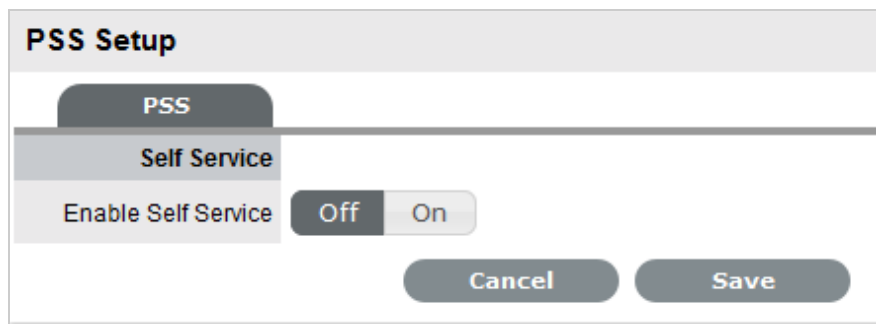 PSS Setup
PSS
Self Service
Enable Self Service Off On
Cancel Save